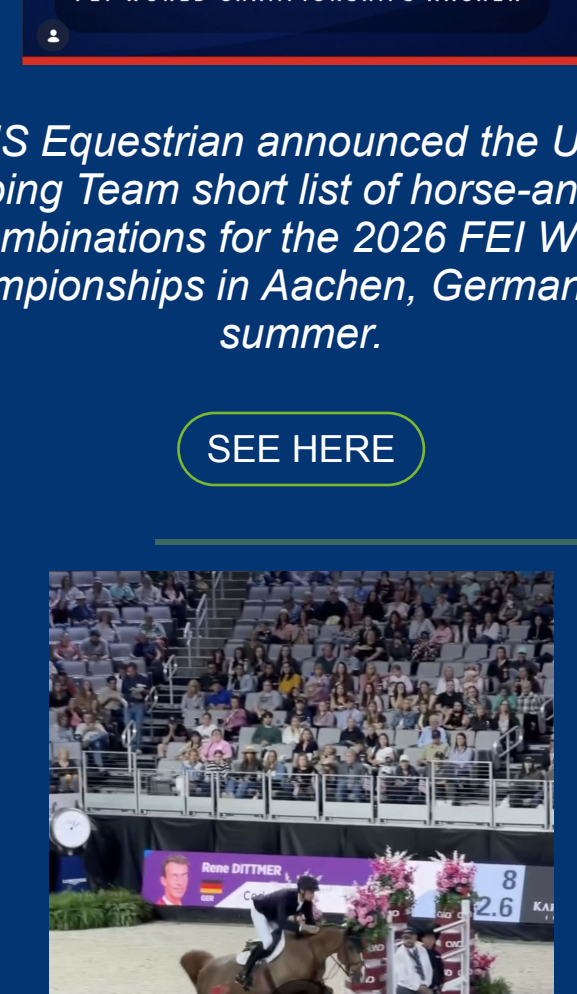 S Equestrian announced the U
ping Team short list of horse-an
mbinations for the 2026 FEI W
mpionships in Aachen, German
summer.
SEE HERE
Rene DITTMER
GER
8
2.6